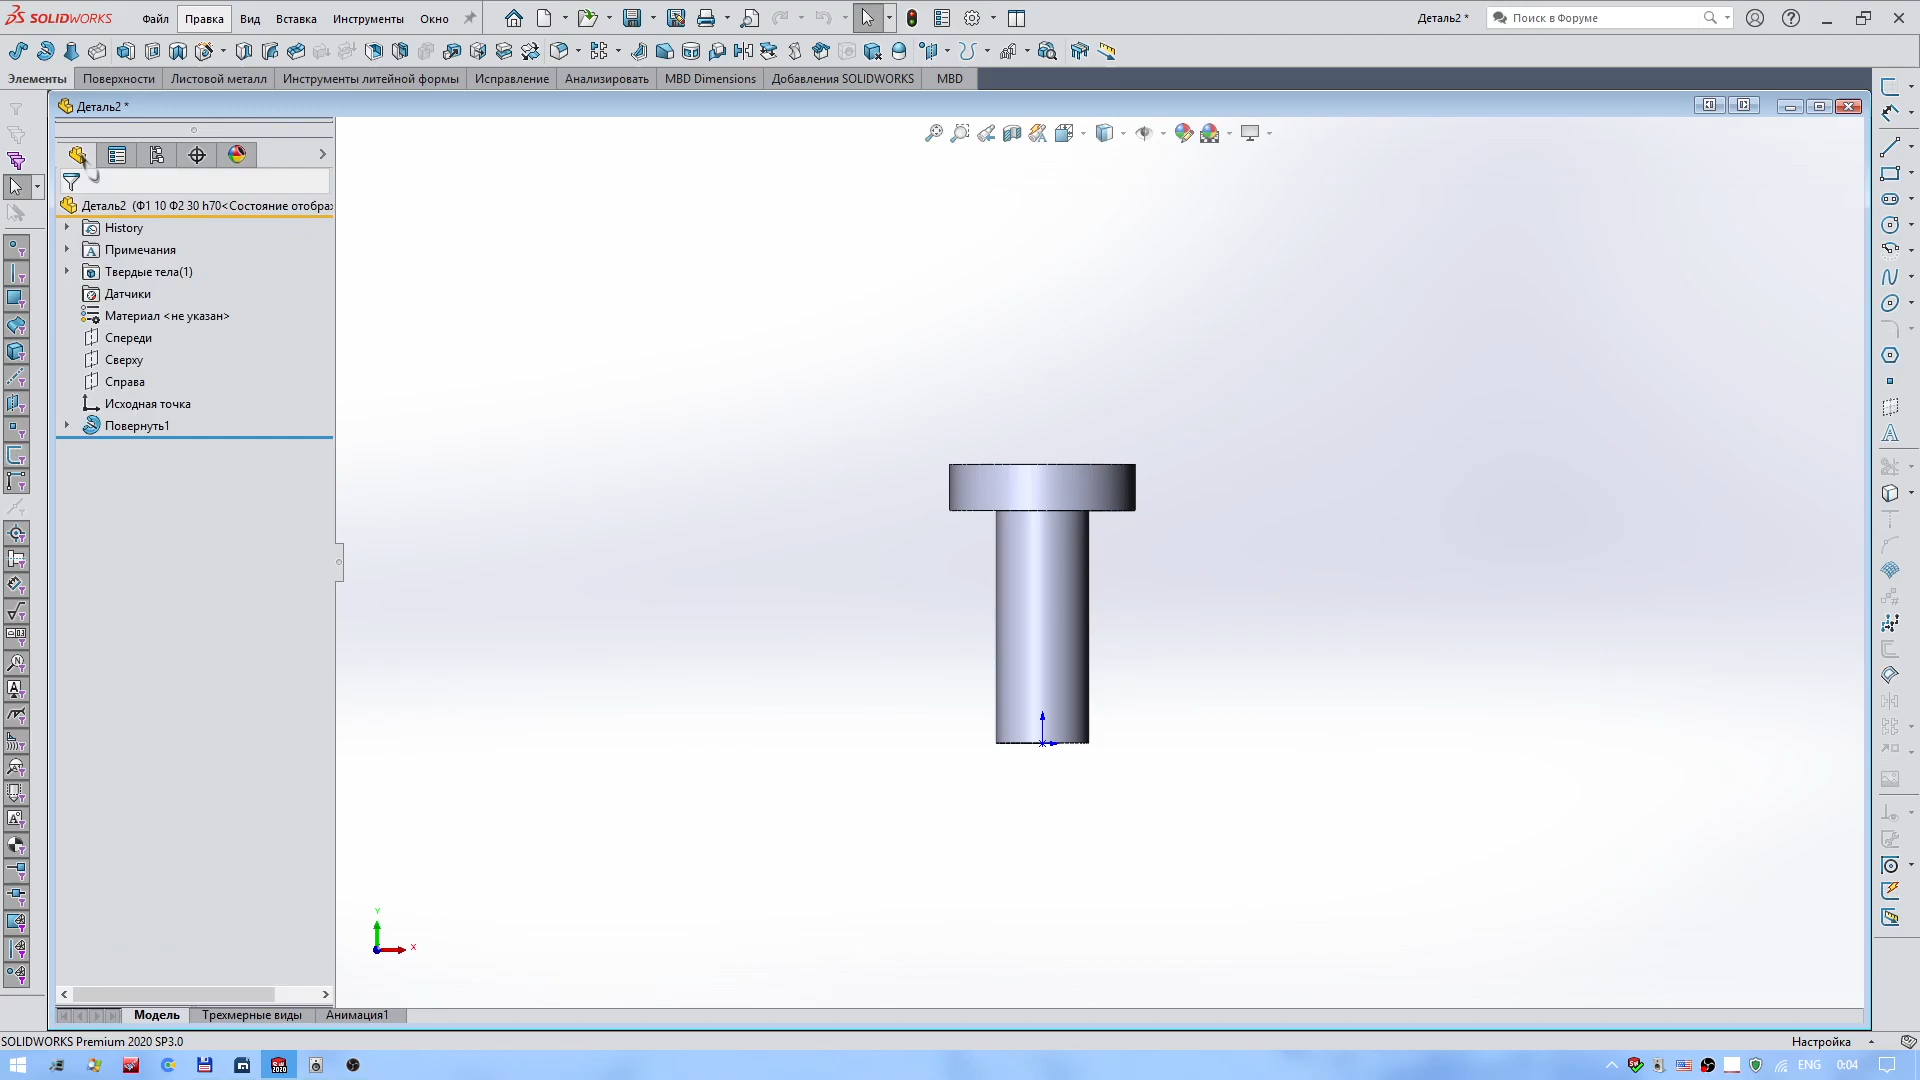 SOLIDWORKS Файл Правка Вид Вставка Инструменты Окно Деталь2 * Поиск в Форуме
Элементы Поверхности Листовой металл Инструменты литейной формы Исправление Анализировать MBD Dimensions Добавления SOLIDWORKS MBD
Деталь2 *
Деталь2 (Ф1 10 Ф2 30 h70<Состояние отобра
History
Примечания
Твердые тела(1)
Датчики
Материал <не указан>
Спереди
Сверху
Справа
Исходная точка
Повернуть1
Y
X
Модель Трехмерные виды Анимация1
SOLIDWORKS Premium 2020 SP3.0 Настройка
ENG 0:04